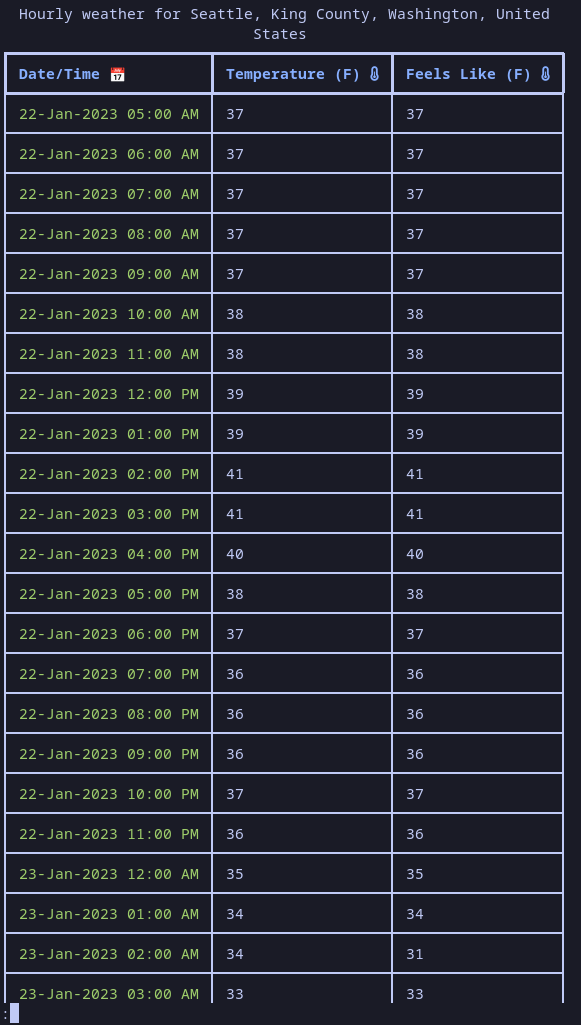 Hourly weather for Seattle, King County, Washington, United
States
Date/Time 📅 Temperature (F) 🌡 Feels Like (F) 🌡
22-Jan-2023 05:00 AM 37 37
22-Jan-2023 06:00 AM 37 37
22-Jan-2023 07:00 AM 37 37
22-Jan-2023 08:00 AM 37 37
22-Jan-2023 09:00 AM 37 37
22-Jan-2023 10:00 AM 38 38
22-Jan-2023 11:00 AM 38 38
22-Jan-2023 12:00 PM 39 39
22-Jan-2023 01:00 PM 39 39
22-Jan-2023 02:00 PM 41 41
22-Jan-2023 03:00 PM 41 41
22-Jan-2023 04:00 PM 40 40
22-Jan-2023 05:00 PM 38 38
22-Jan-2023 06:00 PM 37 37
22-Jan-2023 07:00 PM 36 36
22-Jan-2023 08:00 PM 36 36
22-Jan-2023 09:00 PM 36 36
22-Jan-2023 10:00 PM 37 37
22-Jan-2023 11:00 PM 36 36
23-Jan-2023 12:00 AM 35 35
23-Jan-2023 01:00 AM 34 34
23-Jan-2023 02:00 AM 34 31
23-Jan-2023 03:00 AM 33 33
: